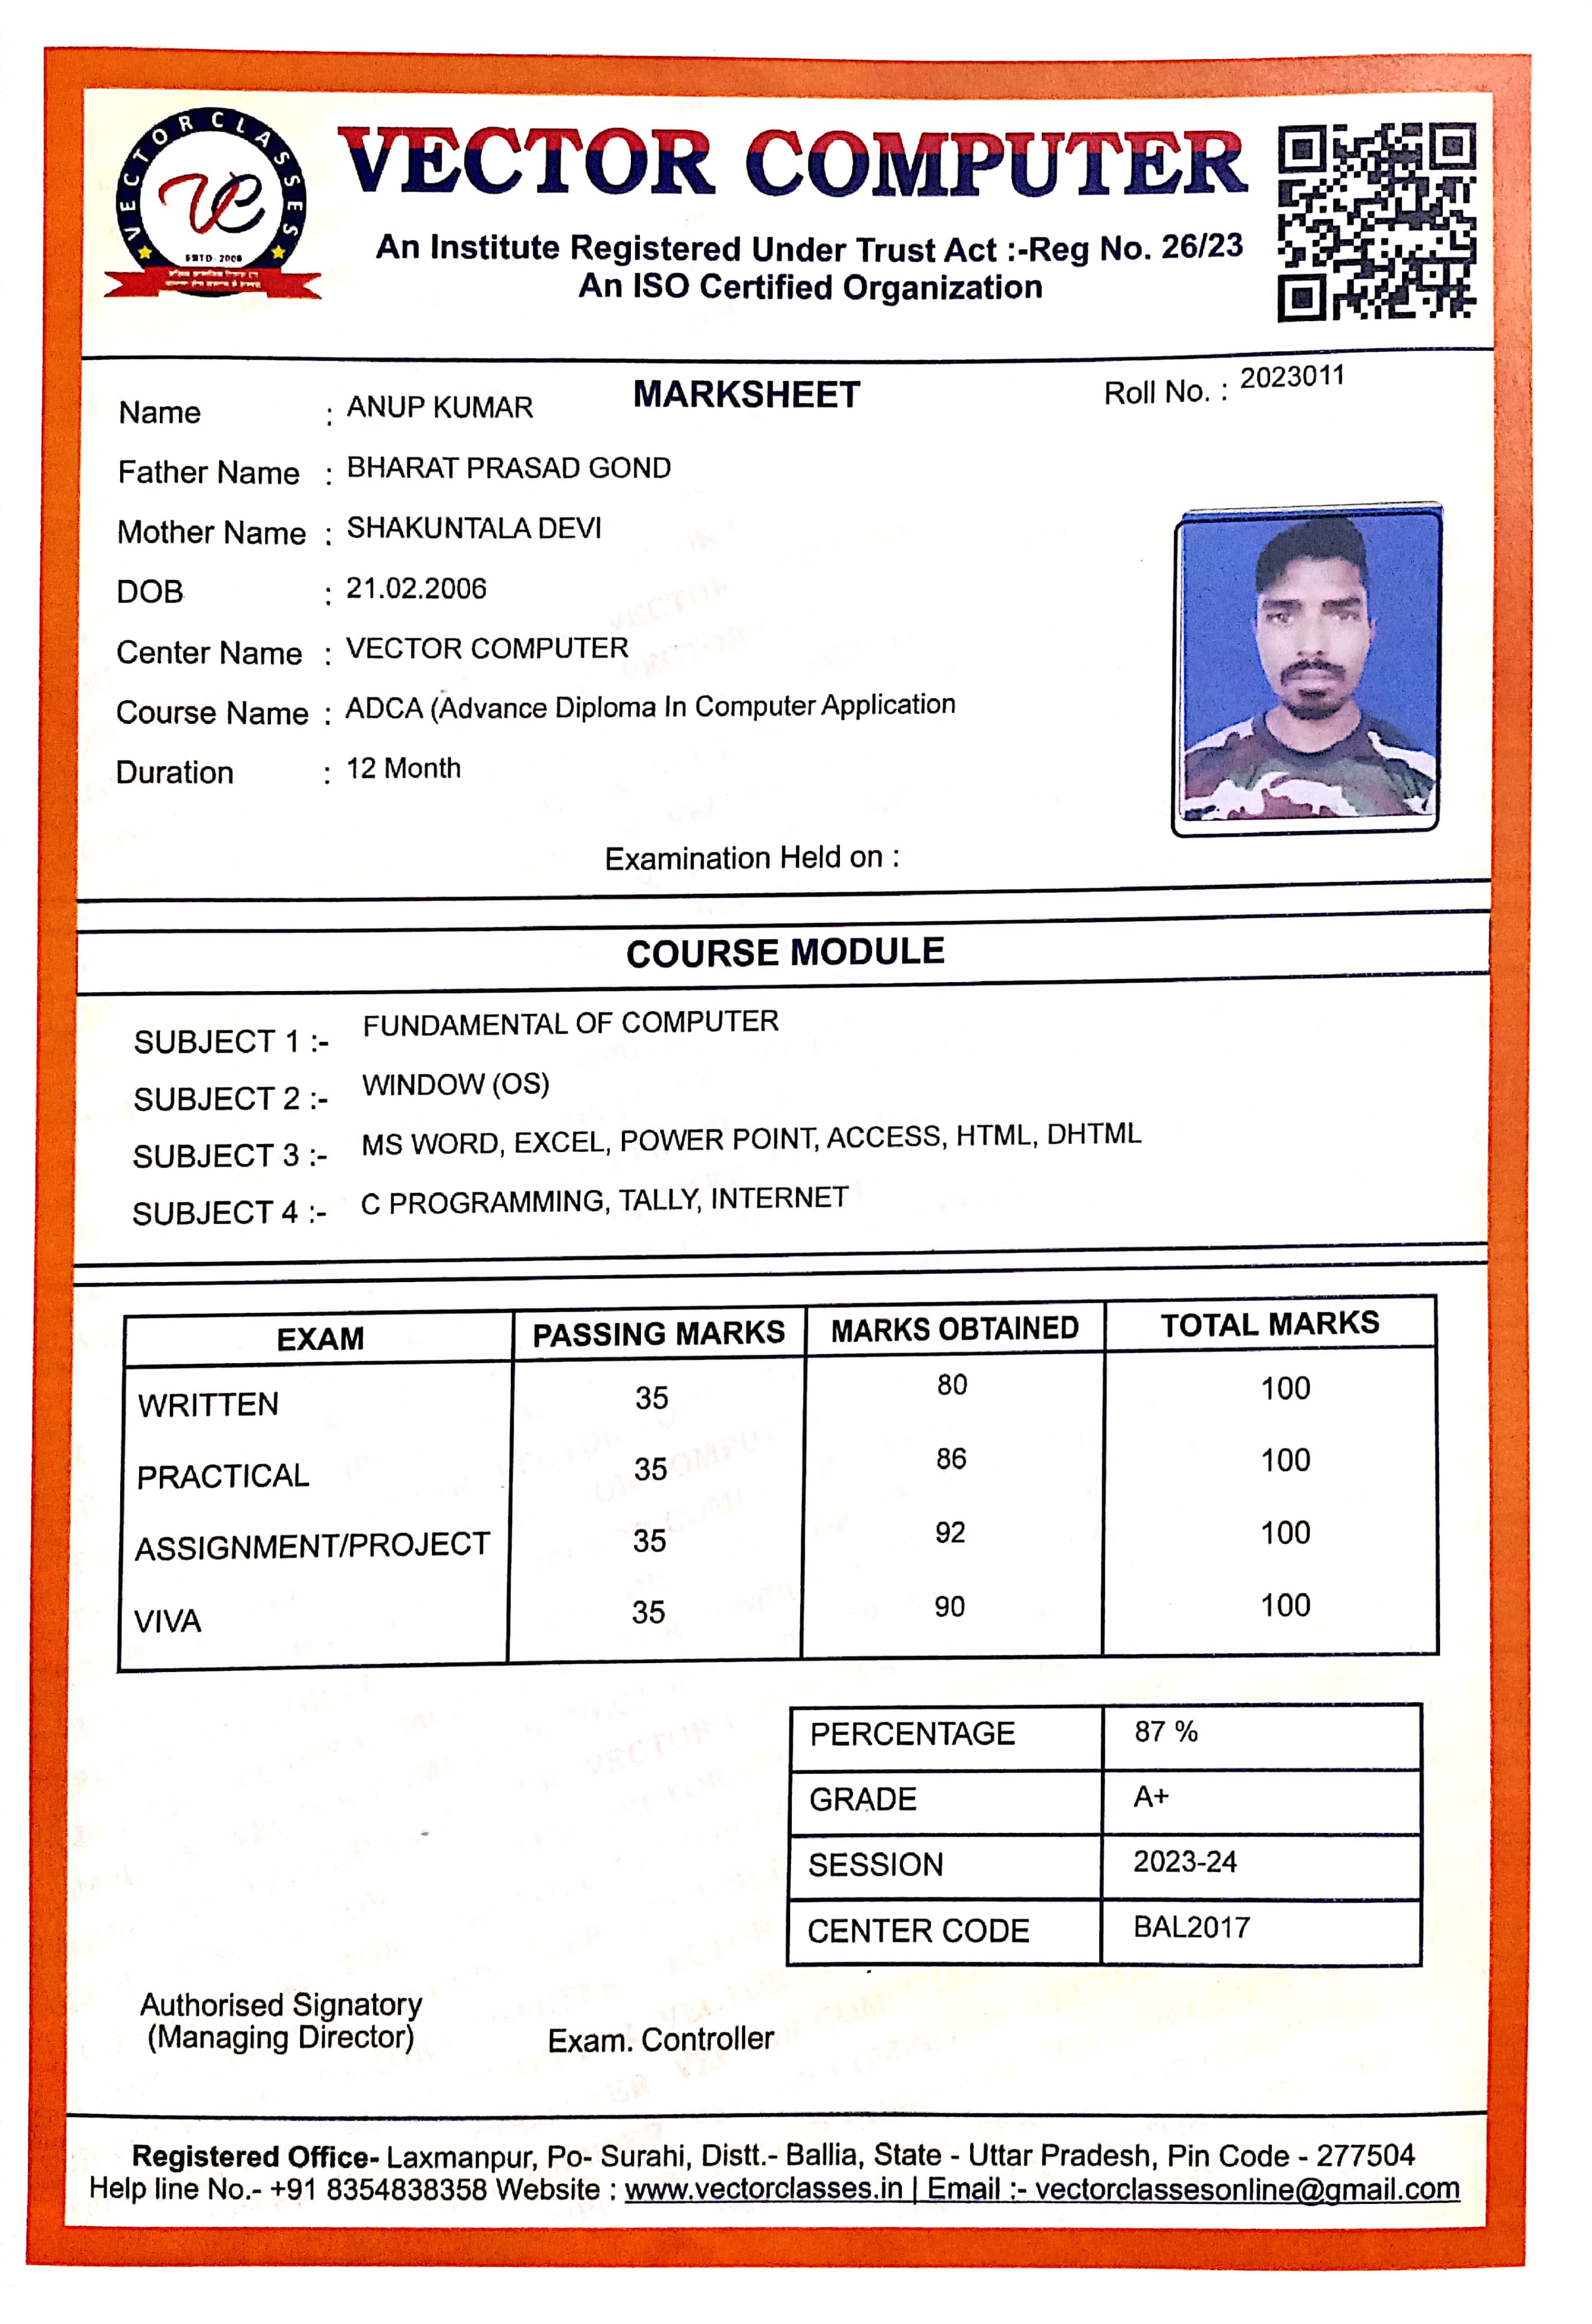 VECTOR CLASSES
VC
ESTD-2008
VECTOR COMPUTER
An Institute Registered Under Trust Act :-Reg No. 26/23
An ISO Certified Organization
MARKSHEET
Roll No. : 2023011
Name : ANUP KUMAR
Father Name : BHARAT PRASAD GOND
Mother Name : SHAKUNTALA DEVI
DOB : 21.02.2006
Center Name : VECTOR COMPUTER
Course Name : ADCA (Advance Diploma In Computer Application
Duration : 12 Month
Examination Held on :
COURSE MODULE
SUBJECT 1 :- FUNDAMENTAL OF COMPUTER
SUBJECT 2 :- WINDOW (OS)
SUBJECT 3 :- MS WORD, EXCEL, POWER POINT, ACCESS, HTML, DHTML
SUBJECT 4 :- C PROGRAMMING, TALLY, INTERNET
EXAM PASSING MARKS MARKS OBTAINED TOTAL MARKS
WRITTEN 35 80 100
PRACTICAL 35 86 100
ASSIGNMENT/PROJECT 35 92 100
VIVA 35 90 100
PERCENTAGE 87 %
GRADE A+
SESSION 2023-24
CENTER CODE BAL2017
Authorised Signatory
(Managing Director)
Exam. Controller
Registered Office- Laxmanpur, Po- Surahi, Distt.- Ballia, State - Uttar Pradesh, Pin Code - 277504
Help line No.- +91 8354838358 Website : www.vectorclasses.in | Email :- vectorclassesonline@gmail.com